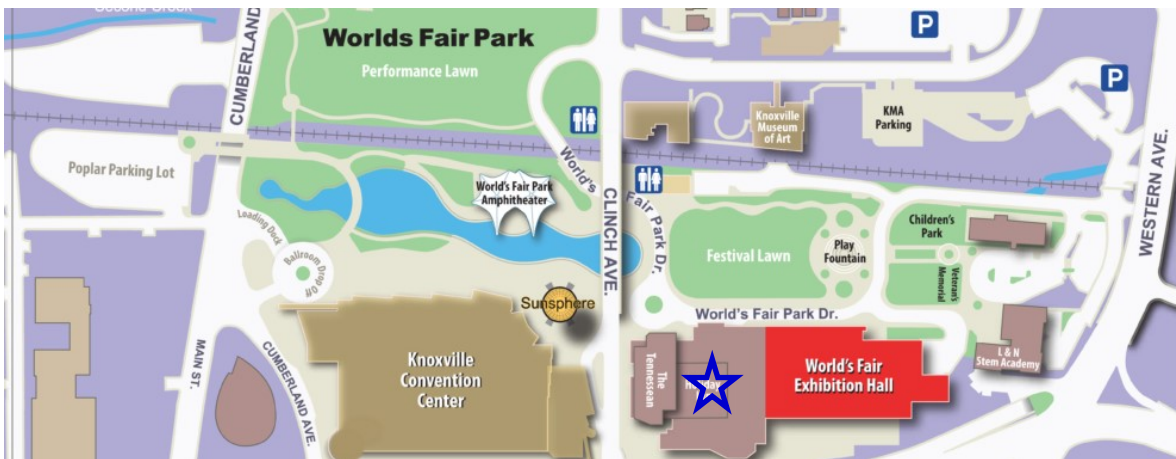 Second Creek
Worlds Fair Park
Performance Lawn
CUMBERLAND
P
P
Knoxville
Museum
of Art
KMA
Parking
Poplar Parking Lot
World's Fair Park
Amphitheater
World's
Fair Park Dr.
CLINCH AVE.
WESTERN AVE.
Loading Dock
Ballroom Drop Off
Festival Lawn
Play
Fountain
Children's
Park
Veteran's
Memorial
Sunsphere
World's Fair Park Dr.
MAIN ST.
CUMBERLAND AVE.
Knoxville
Convention
Center
The
Tennessean
Holiday
World's Fair
Exhibition Hall
L & N
Stem Academy